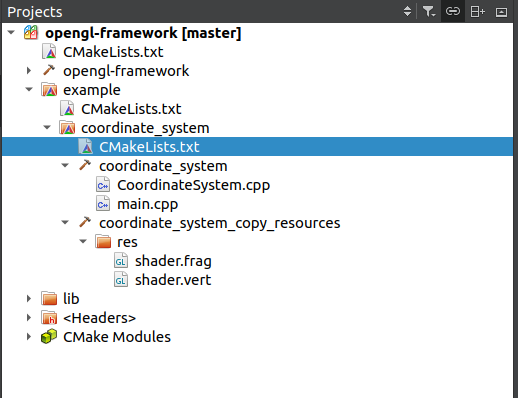 Projects
opengl-framework [master]
CMakeLists.txt
opengl-framework
example
CMakeLists.txt
coordinate_system
CMakeLists.txt
coordinate_system
CoordinateSystem.cpp
main.cpp
coordinate_system_copy_resources
res
shader.frag
shader.vert
lib
<Headers>
CMake Modules